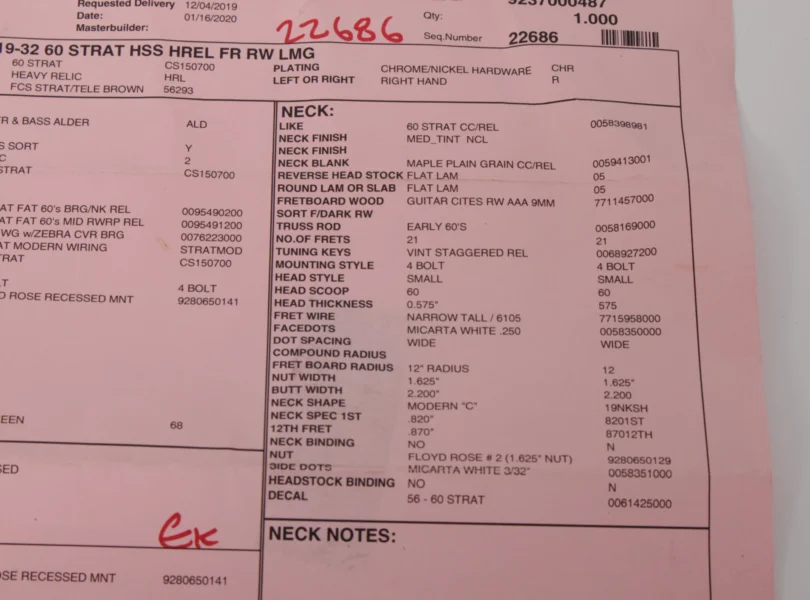 Requested Delivery 12/04/2019
Date: 01/16/2020
Masterbuilder:
22686
9237000487
Qty: 1.000
Seq.Number 22686
19-32 60 STRAT HSS HREL FR RW LMG
60 STRAT CS150700
HEAVY RELIC HRL
FCS STRAT/TELE BROWN 56293
PLATING CHROME/NICKEL HARDWARE CHR
LEFT OR RIGHT RIGHT HAND R
R & BASS ALDER ALD
S SORT Y
C 2
STRAT CS150700
AT FAT 60's BRG/NK REL 0095490200
AT FAT 60's MID RWRP REL 0095491200
WG w/ZEBRA CVR BRG 0076223000
AT MODERN WIRING STRATMOD
RAT CS150700
T 4 BOLT
D ROSE RECESSED MNT 9280650141
EEN 68
SED
EK
OSE RECESSED MNT 9280650141
NECK:
LIKE 60 STRAT CC/REL 0058398981
NECK FINISH MED_TINT NCL
NECK FINISH
NECK BLANK MAPLE PLAIN GRAIN CC/REL 0059413001
REVERSE HEAD STOCK FLAT LAM 05
ROUND LAM OR SLAB FLAT LAM 05
FRETBOARD WOOD GUITAR CITES RW AAA 9MM 7711457000
SORT F/DARK RW
TRUSS ROD EARLY 60'S 0058169000
NO.OF FRETS 21 21
TUNING KEYS VINT STAGGERED REL 0068927200
MOUNTING STYLE 4 BOLT 4 BOLT
HEAD STYLE SMALL SMALL
HEAD SCOOP 60 60
HEAD THICKNESS 0.575" 575
FRET WIRE NARROW TALL / 6105 7715958000
FACEDOTS MICARTA WHITE .250 0058350000
DOT SPACING WIDE WIDE
COMPOUND RADIUS
FRET BOARD RADIUS 12" RADIUS 12
NUT WIDTH 1.625" 1.625"
BUTT WIDTH 2.200" 2.200
NECK SHAPE MODERN "C" 19NKSH
NECK SPEC 1ST .820" 8201ST
12TH FRET .870" 87012TH
NECK BINDING NO N
NUT FLOYD ROSE # 2 (1.625" NUT) 9280650129
SIDE DOTS MICARTA WHITE 3/32" 0058351000
HEADSTOCK BINDING NO N
DECAL 56 - 60 STRAT 0061425000
NECK NOTES: